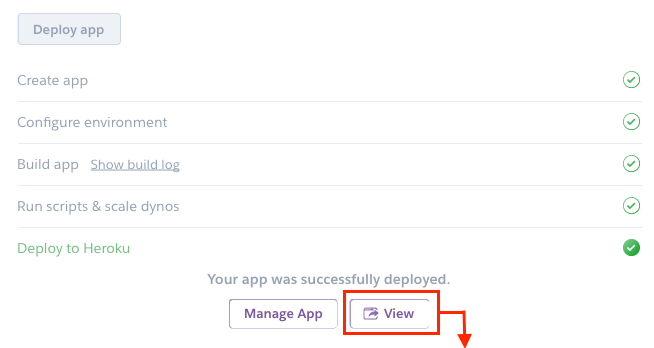 Deploy app
Create app
Configure environment
Build app Show build log
Run scripts & scale dynos
Deploy to Heroku
Your app was successfully deployed.
Manage App View